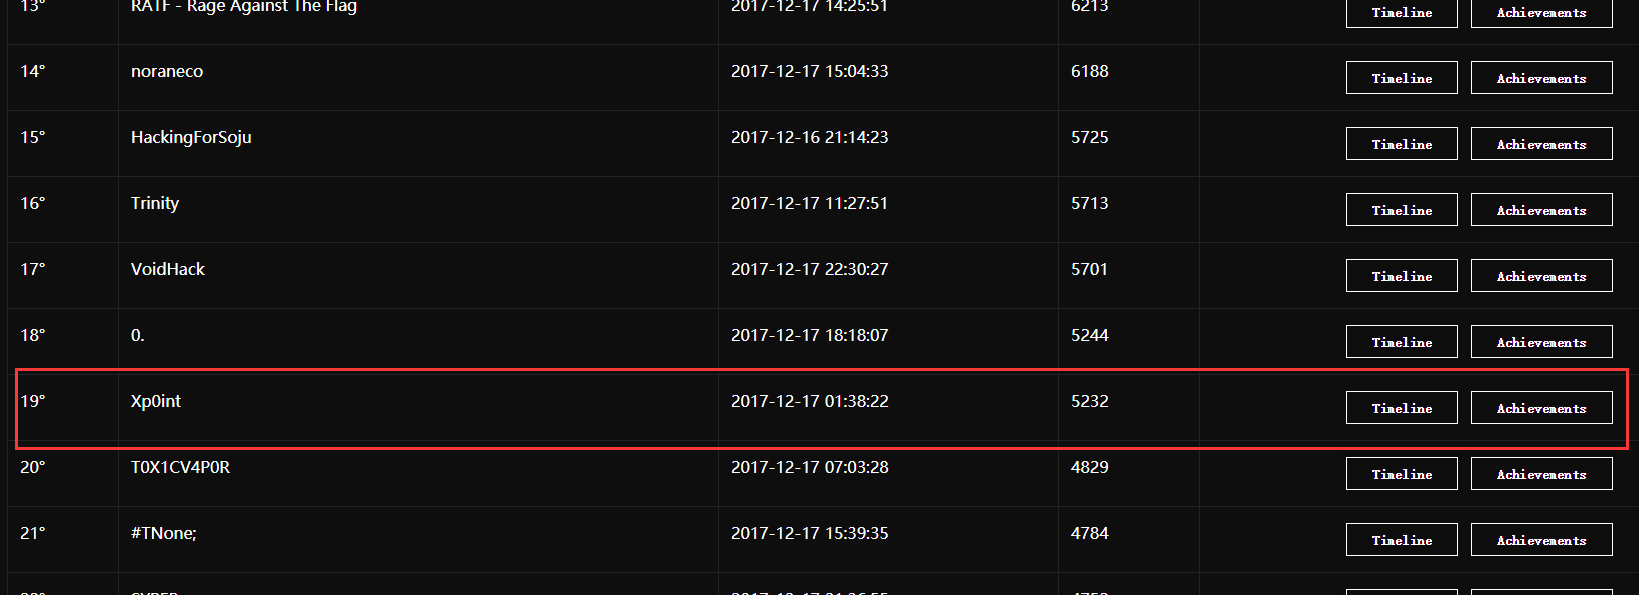 13° RATF - Rage Against The Flag 2017-12-17 14:25:51 6213 Timeline Achievements
14° noraneco 2017-12-17 15:04:33 6188 Timeline Achievements
15° HackingForSoju 2017-12-16 21:14:23 5725 Timeline Achievements
16° Trinity 2017-12-17 11:27:51 5713 Timeline Achievements
17° VoidHack 2017-12-17 22:30:27 5701 Timeline Achievements
18° 0. 2017-12-17 18:18:07 5244 Timeline Achievements
19° Xp0int 2017-12-17 01:38:22 5232 Timeline Achievements
20° T0X1CV4P0R 2017-12-17 07:03:28 4829 Timeline Achievements
21° #TNone; 2017-12-17 15:39:35 4784 Timeline Achievements